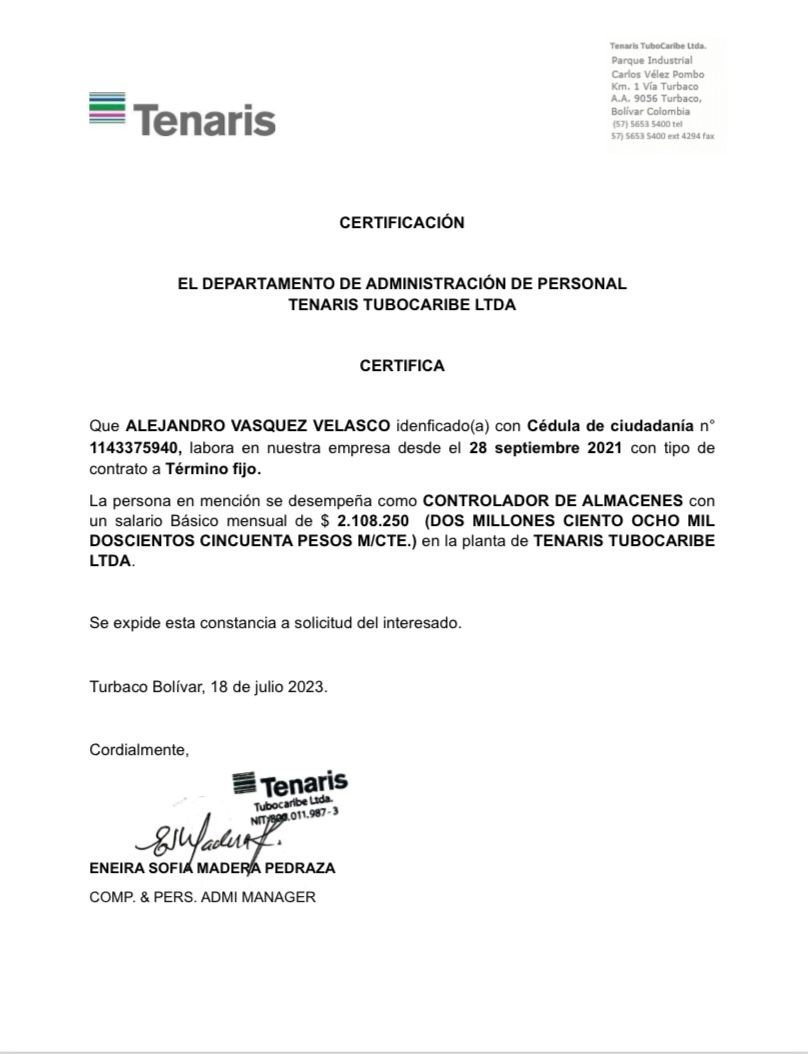 Tenaris TuboCaribe Ltda.
Parque Industrial
Carlos Vélez Pombo
Km. 1 Vía Turbaco
A.A. 9056 Turbaco,
Bolívar Colombia
(57) 5653 5400 tel
57) 5653 5400 ext 4294 fax
Tenaris
CERTIFICACIÓN
EL DEPARTAMENTO DE ADMINISTRACIÓN DE PERSONAL
TENARIS TUBOCARIBE LTDA
CERTIFICA
Que ALEJANDRO VASQUEZ VELASCO idenficado(a) con Cédula de ciudadanía n°
1143375940, labora en nuestra empresa desde el 28 septiembre 2021 con tipo de
contrato a Término fijo.
La persona en mención se desempeña como CONTROLADOR DE ALMACENES con
un salario Básico mensual de $ 2.108.250 (DOS MILLONES CIENTO OCHO MIL
DOSCIENTOS CINCUENTA PESOS M/CTE.) en la planta de TENARIS TUBOCARIBE
LTDA.
Se expide esta constancia a solicitud del interesado.
Turbaco Bolívar, 18 de julio 2023.
Cordialmente,
Tenaris
Tubocaribe Ltda.
NIT: 800.011.987-3
ENEIRA SOFIA MADERA PEDRAZA
COMP. & PERS. ADMI MANAGER